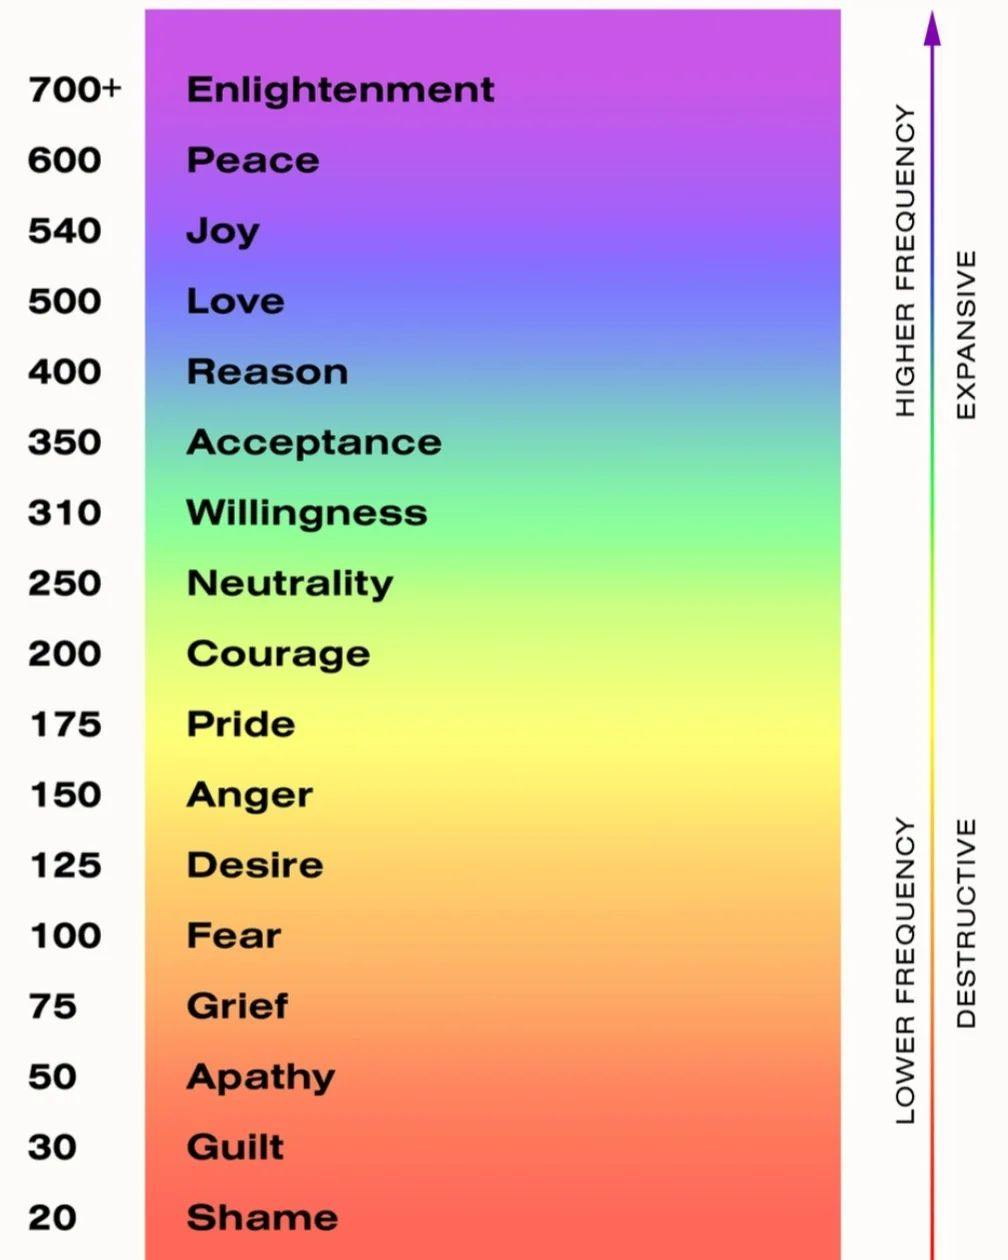 700+ Enlightenment
600 Peace
540 Joy
500 Love
400 Reason
350 Acceptance
310 Willingness
250 Neutrality
200 Courage
175 Pride
150 Anger
125 Desire
100 Fear
75 Grief
50 Apathy
30 Guilt
20 Shame
HIGHER FREQUENCY
EXPANSIVE
LOWER FREQUENCY
DESTRUCTIVE